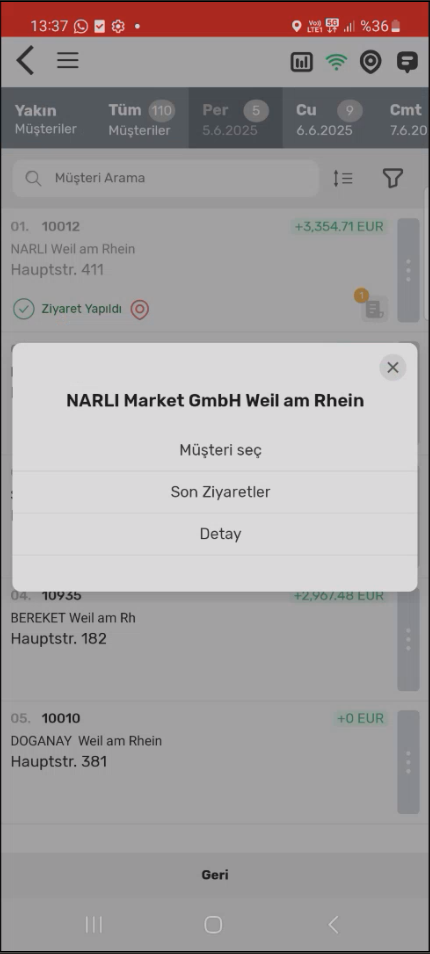 13:37
Vo)) 5G
LTE1
%36
Yakın
Müşteriler
Tüm 110
Müşteriler
Per 5
5.6.2025
Cu 9
6.6.2025
Cmt
7.6.20
Müşteri Arama
01. 10012
+3,354.71 EUR
NARLI Weil am Rhein
Hauptstr. 411
Ziyaret Yapıldı
1
NARLI Market GmbH Weil am Rhein
Müşteri seç
Son Ziyaretler
Detay
04. 10935
+2,967.48 EUR
BEREKET Weil am Rh
Hauptstr. 182
05. 10010
+0 EUR
DOGANAY Weil am Rhein
Hauptstr. 381
Geri